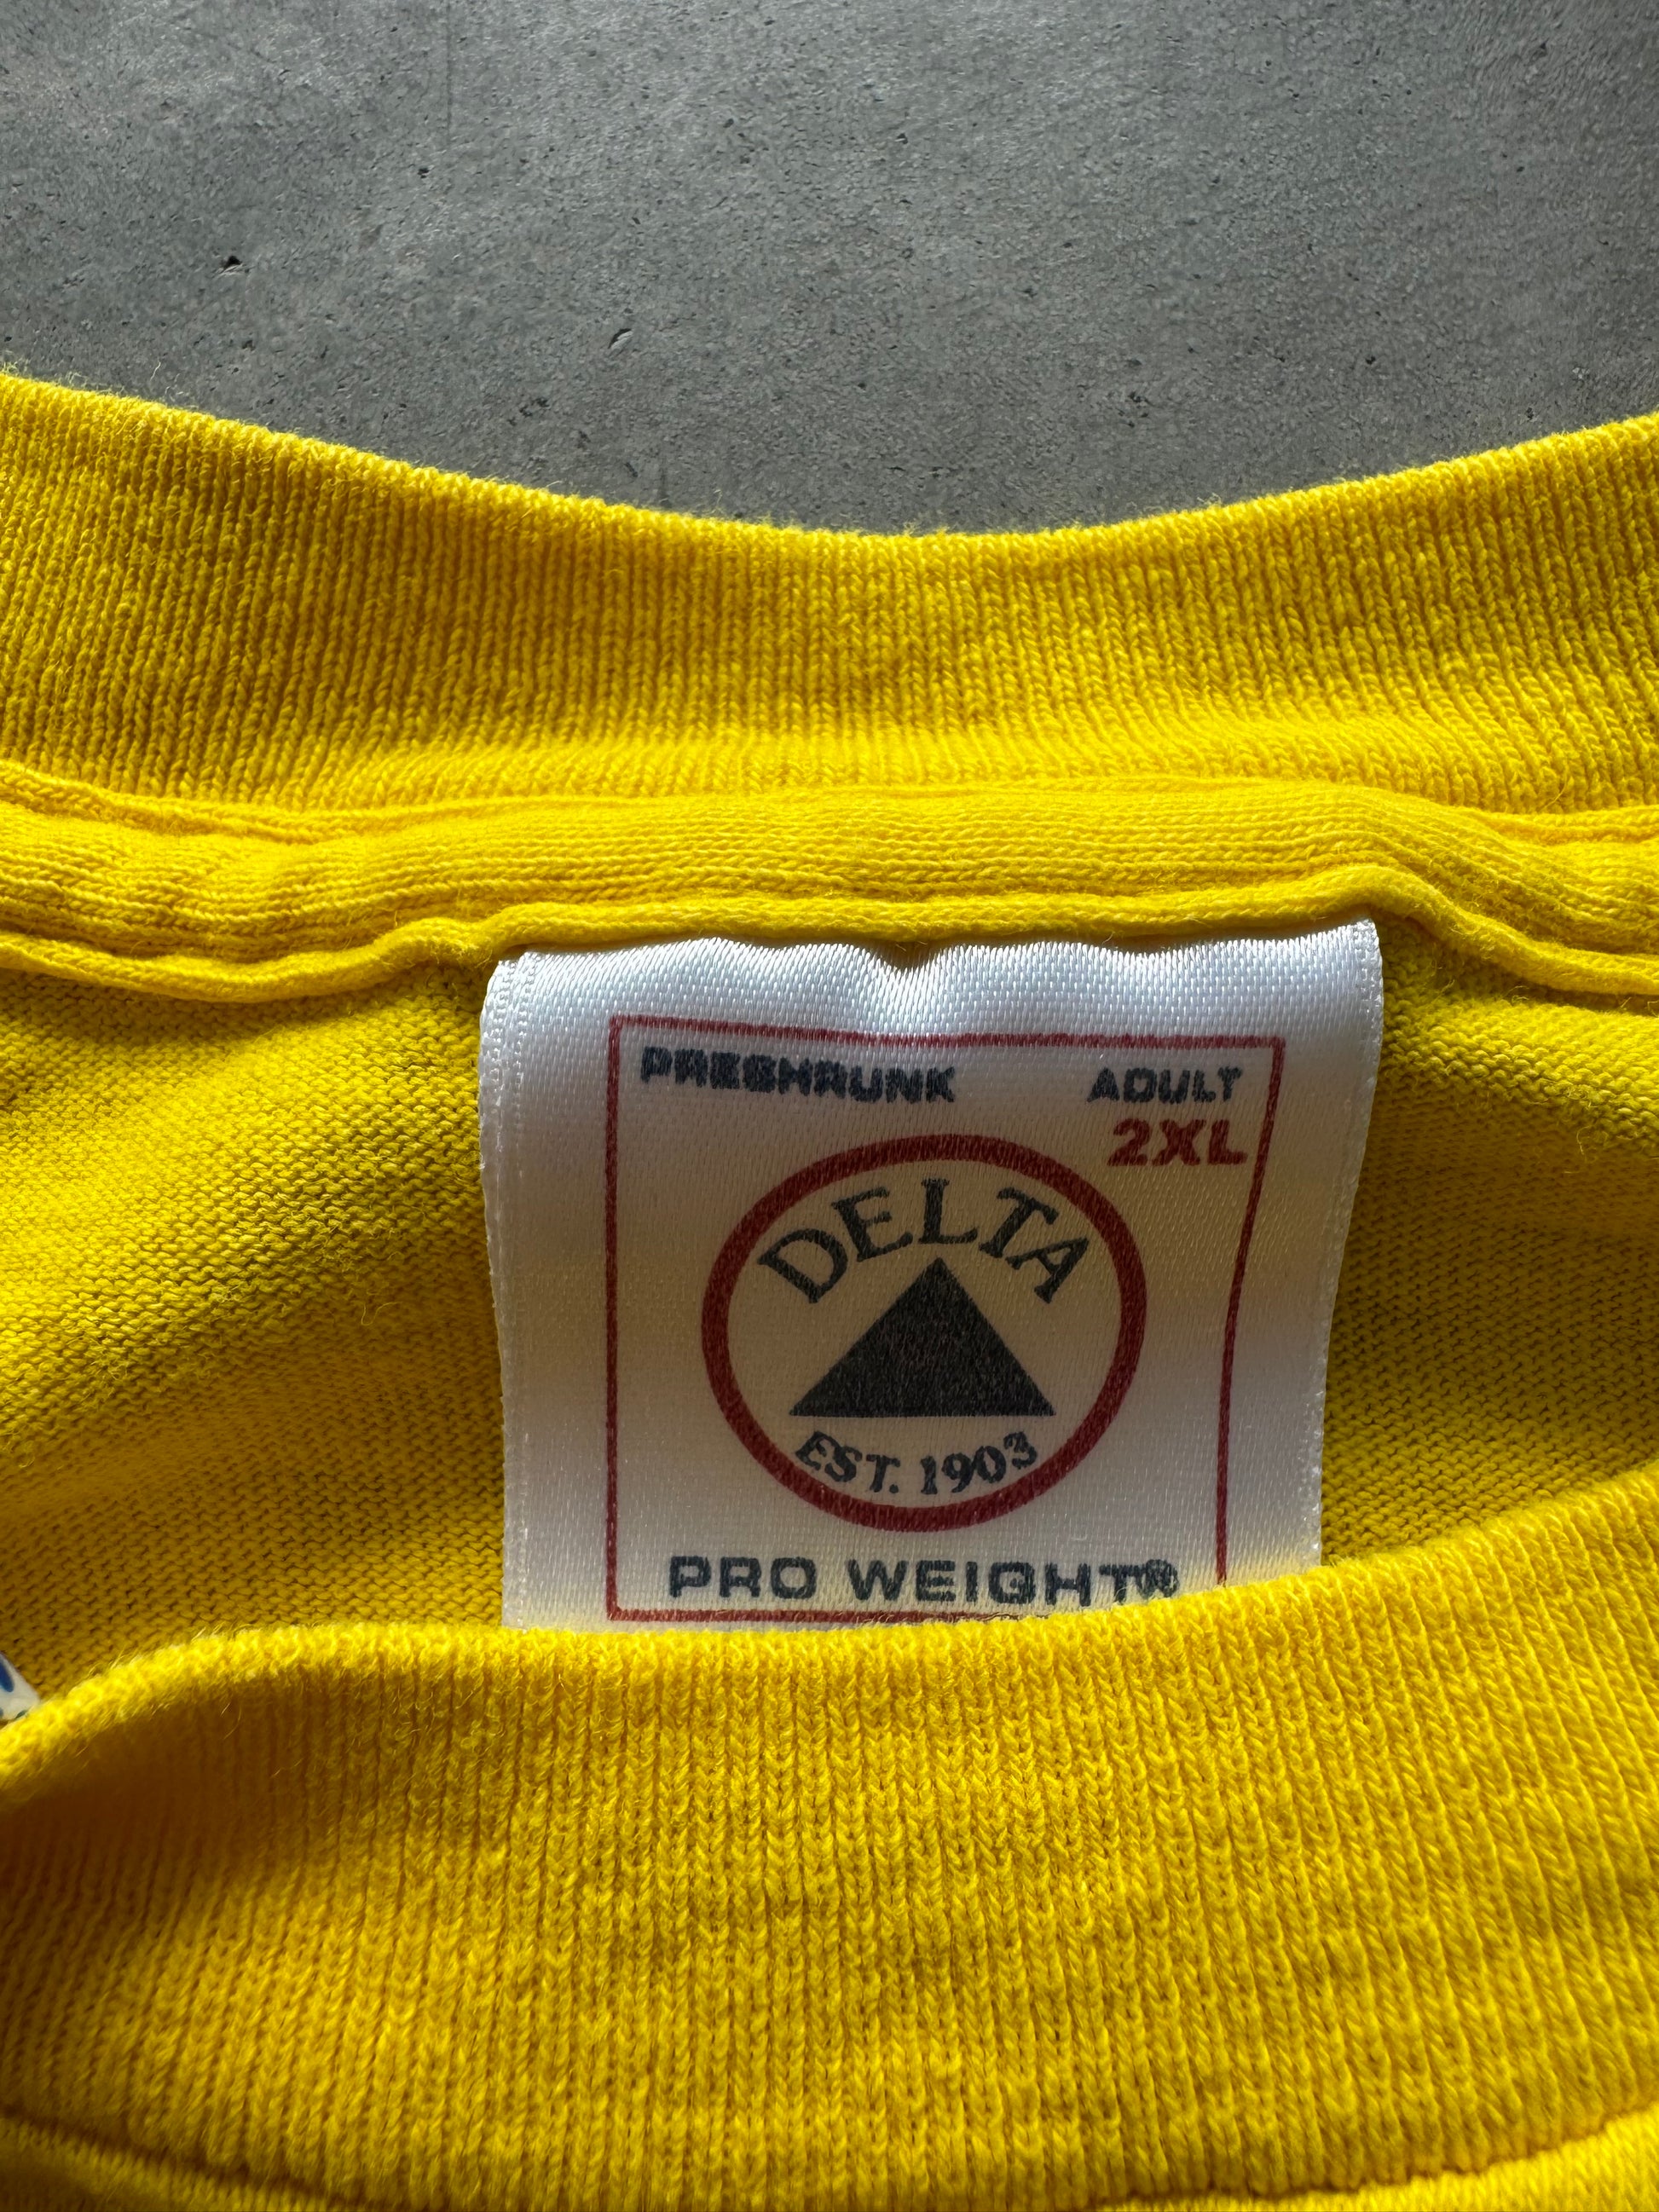 PRESHRUNK ADULT
2XL
DELTA
EST. 1903
PRO WEIGHT®